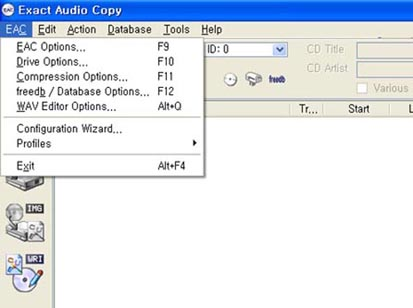 Exact Audio Copy
EAC Edit Action Database Tools Help
EAC Options... F9
Drive Options... F10
Compression Options... F11
freedb / Database Options... F12
WAV Editor Options... Alt+Q
Configuration Wizard...
Profiles
Exit Alt+F4
ID: 0
CD Title
CD Artist
Various
freedb
Tr... Start L
IMG
WRI